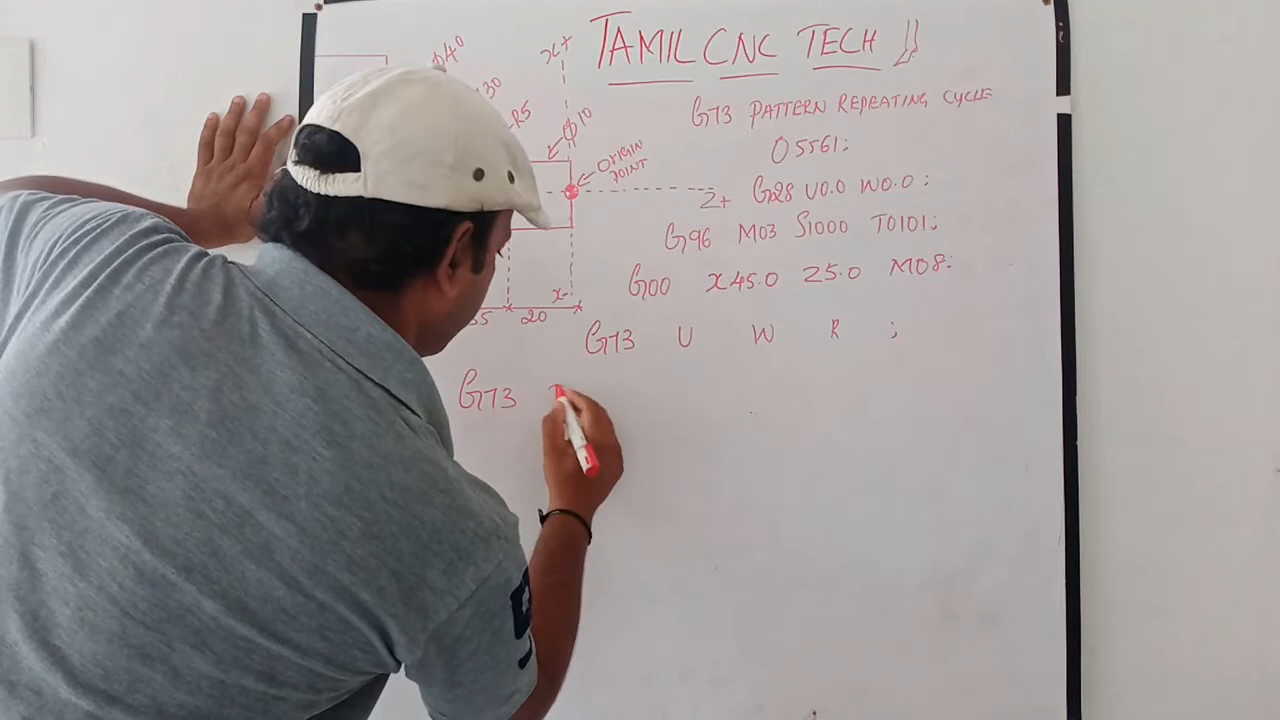 TAMIL CNC TECH
G73 PATTERN REPEATING CYCLE
O5561;
G28 U0.0 W0.0;
G96 M03 S1000 T0101;
G00 X45.0 Z5.0 M08;
G73 U W R ;
G73
Φ40
30
R5
Φ10
X+
ORIGIN POINT
Z+
X-
35
20